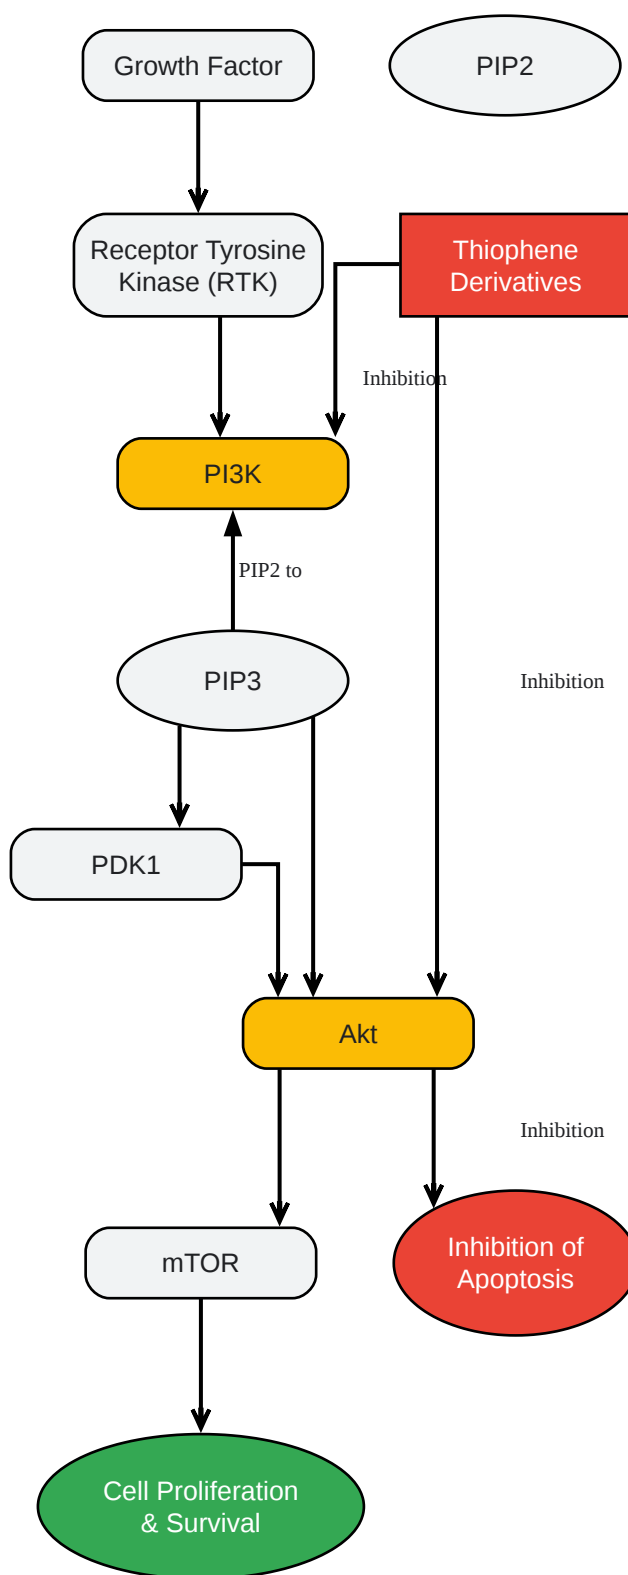 Growth Factor
PIP2
Receptor Tyrosine
Kinase (RTK)
Thiophene
Derivatives
Inhibition
PI3K
PIP2 to
PIP3
Inhibition
PDK1
Akt
Inhibition
mTOR
Inhibition of
Apoptosis
Cell Proliferation
& Survival